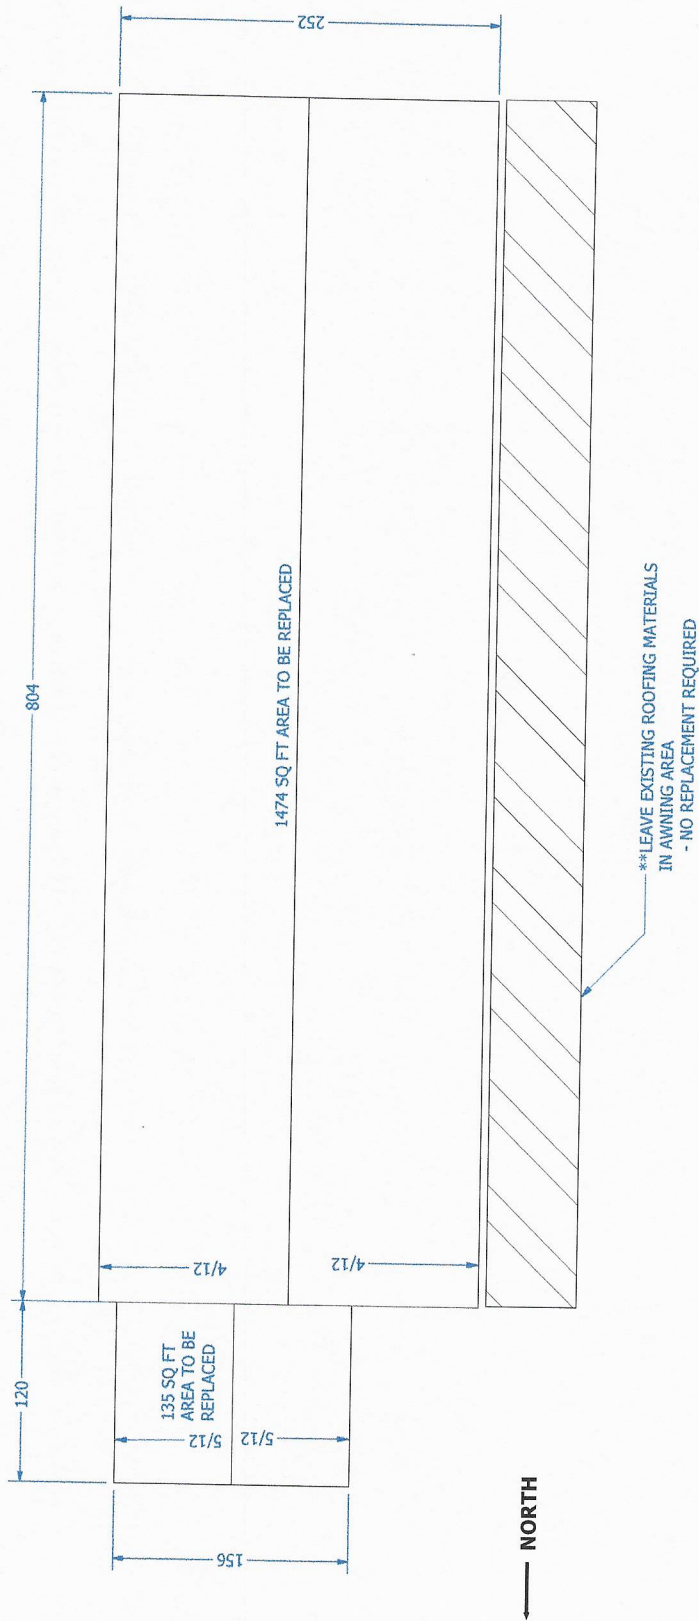 252
804
1474 SQ FT AREA TO BE REPLACED
**LEAVE EXISTING ROOFING MATERIALS
IN AWNING AREA
- NO REPLACEMENT REQUIRED
4/12
4/12
120
135 SQ FT
AREA TO BE
REPLACED
5/12
5/12
156
NORTH